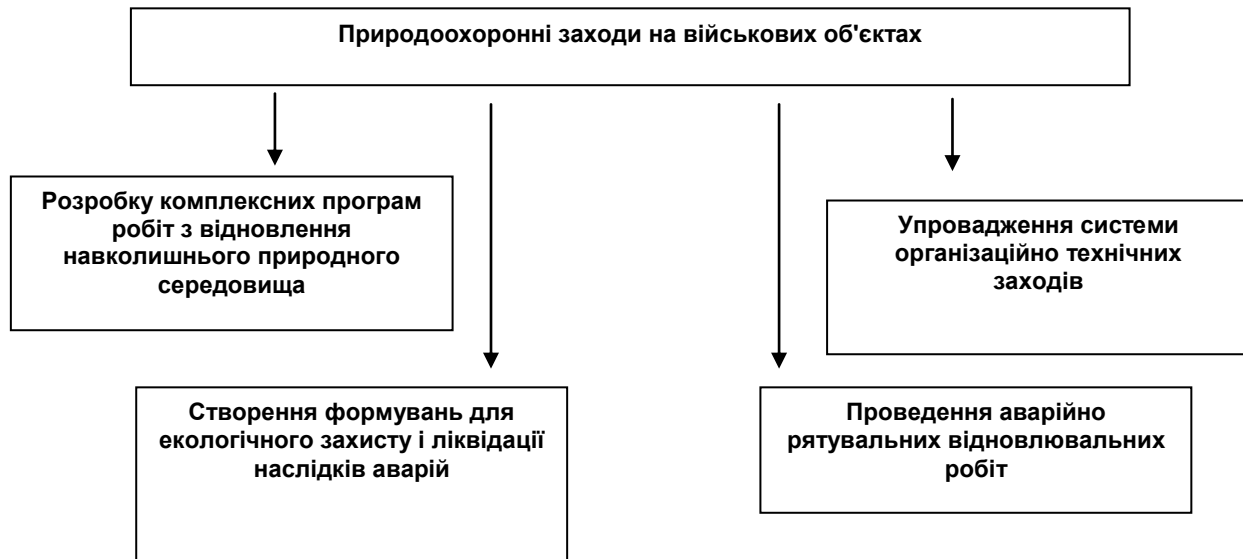 Природоохоронні заходи на військових об'єктах
Розробку комплексних програм
робіт з відновлення
навколишнього природного
середовища
Упровадження системи
організаційно технічних
заходів
Створення формувань для
екологічного захисту і ліквідації
наслідків аварій
Проведення аварійно
рятувальних відновлювальних
робіт